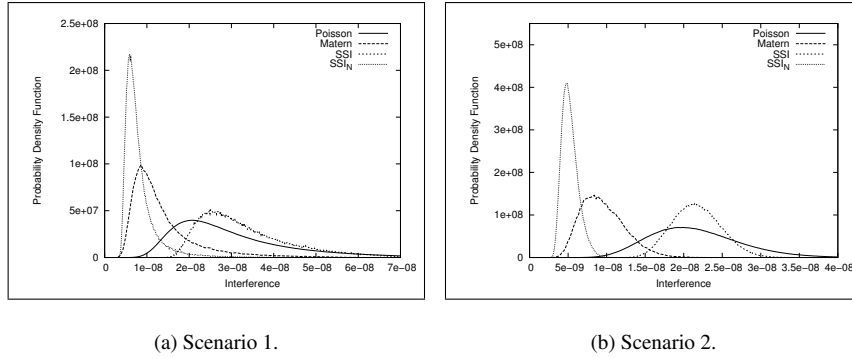 2.5e+08
2e+08
1.5e+08
1e+08
5e+07
0
Probability Density Function
0 1e−08 2e−08 3e−08 4e−08 5e−08 6e−08 7e−08
Interference
Poisson
Matern
SSI
SSI_N
(a) Scenario 1.
5e+08
4e+08
3e+08
2e+08
1e+08
0
Probability Density Function
0 5e−09 1e−08 1.5e−08 2e−08 2.5e−08 3e−08 3.5e−08 4e−08
Interference
Poisson
Matern
SSI
SSI_N
(b) Scenario 2.